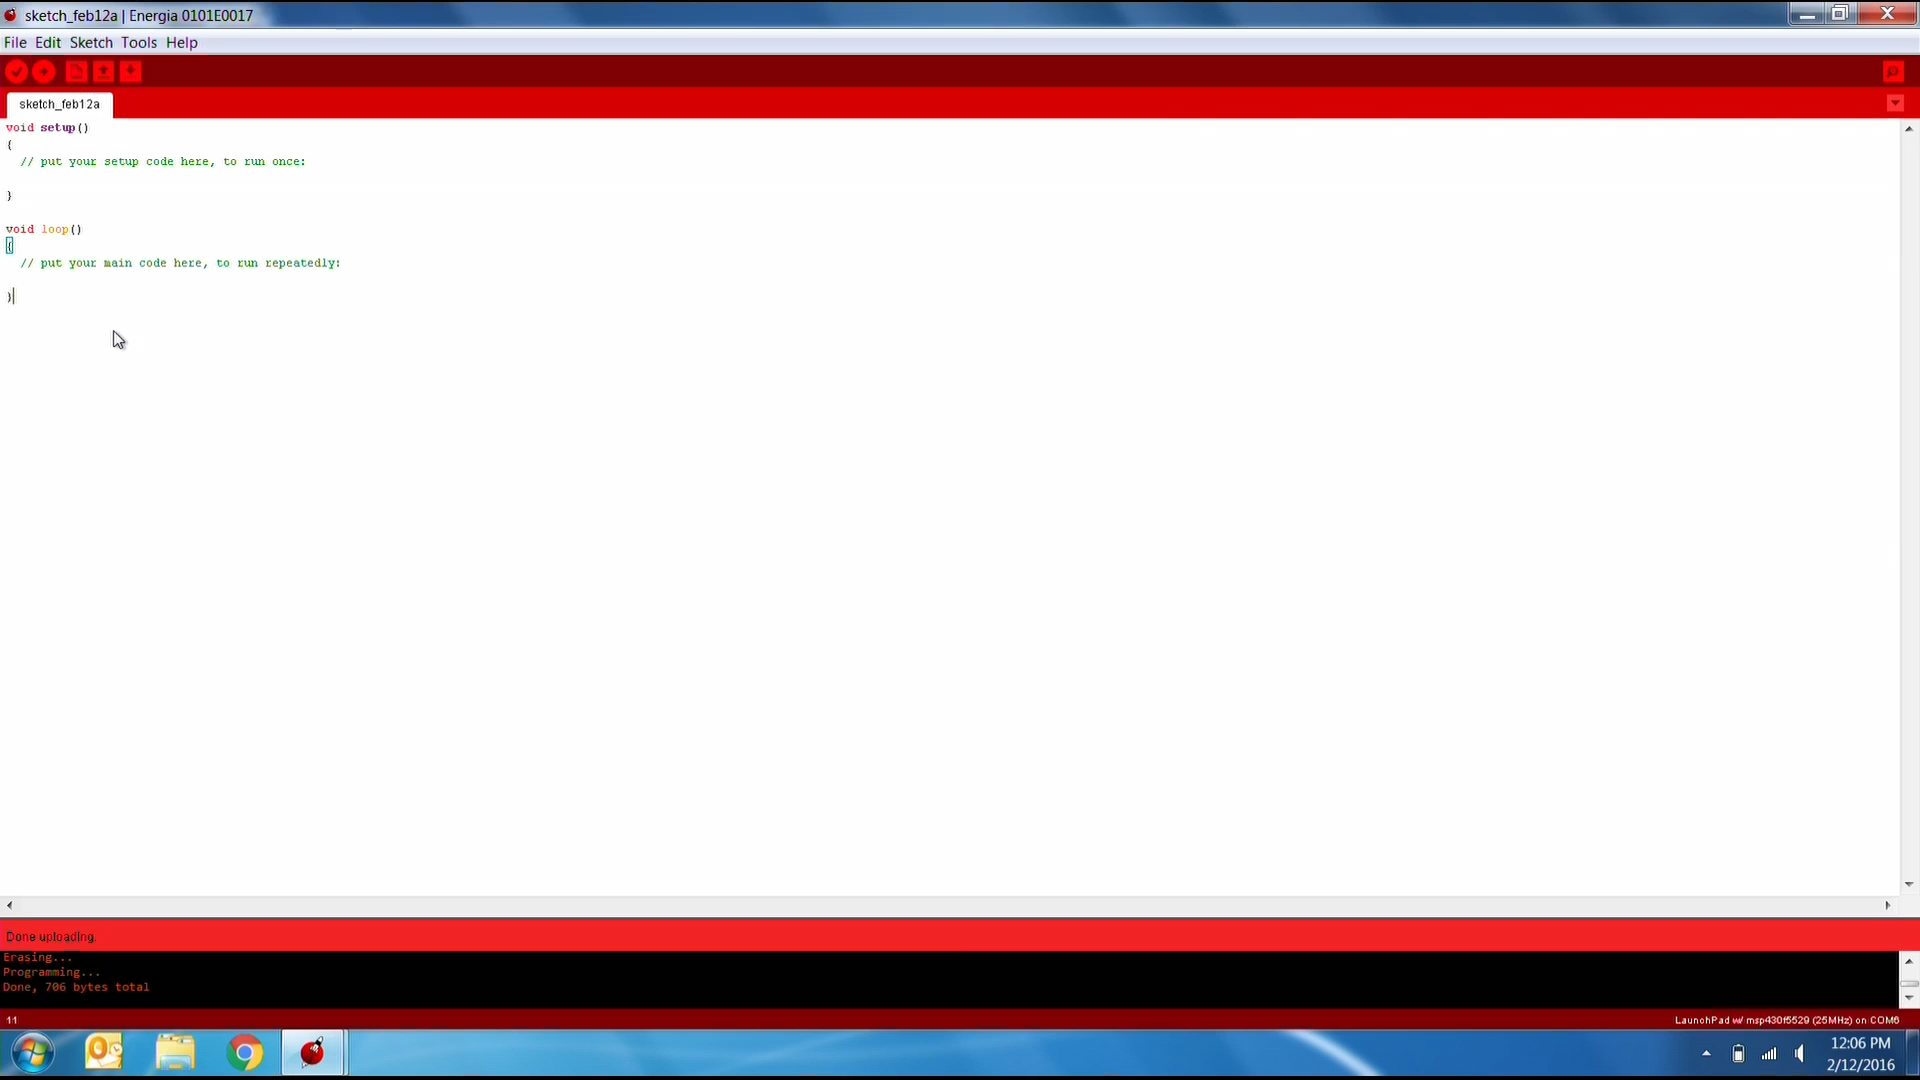 sketch_feb12a | Energia 0101E0017
File Edit Sketch Tools Help
sketch_feb12a
void setup()
{
  // put your setup code here, to run once:
}
void loop()
{
  // put your main code here, to run repeatedly:
}
Done uploading.
Erasing...
Programming...
Done, 706 bytes total
11
LaunchPad w/ msp430f5529 (25MHz) on COM6
12:06 PM
2/12/2016